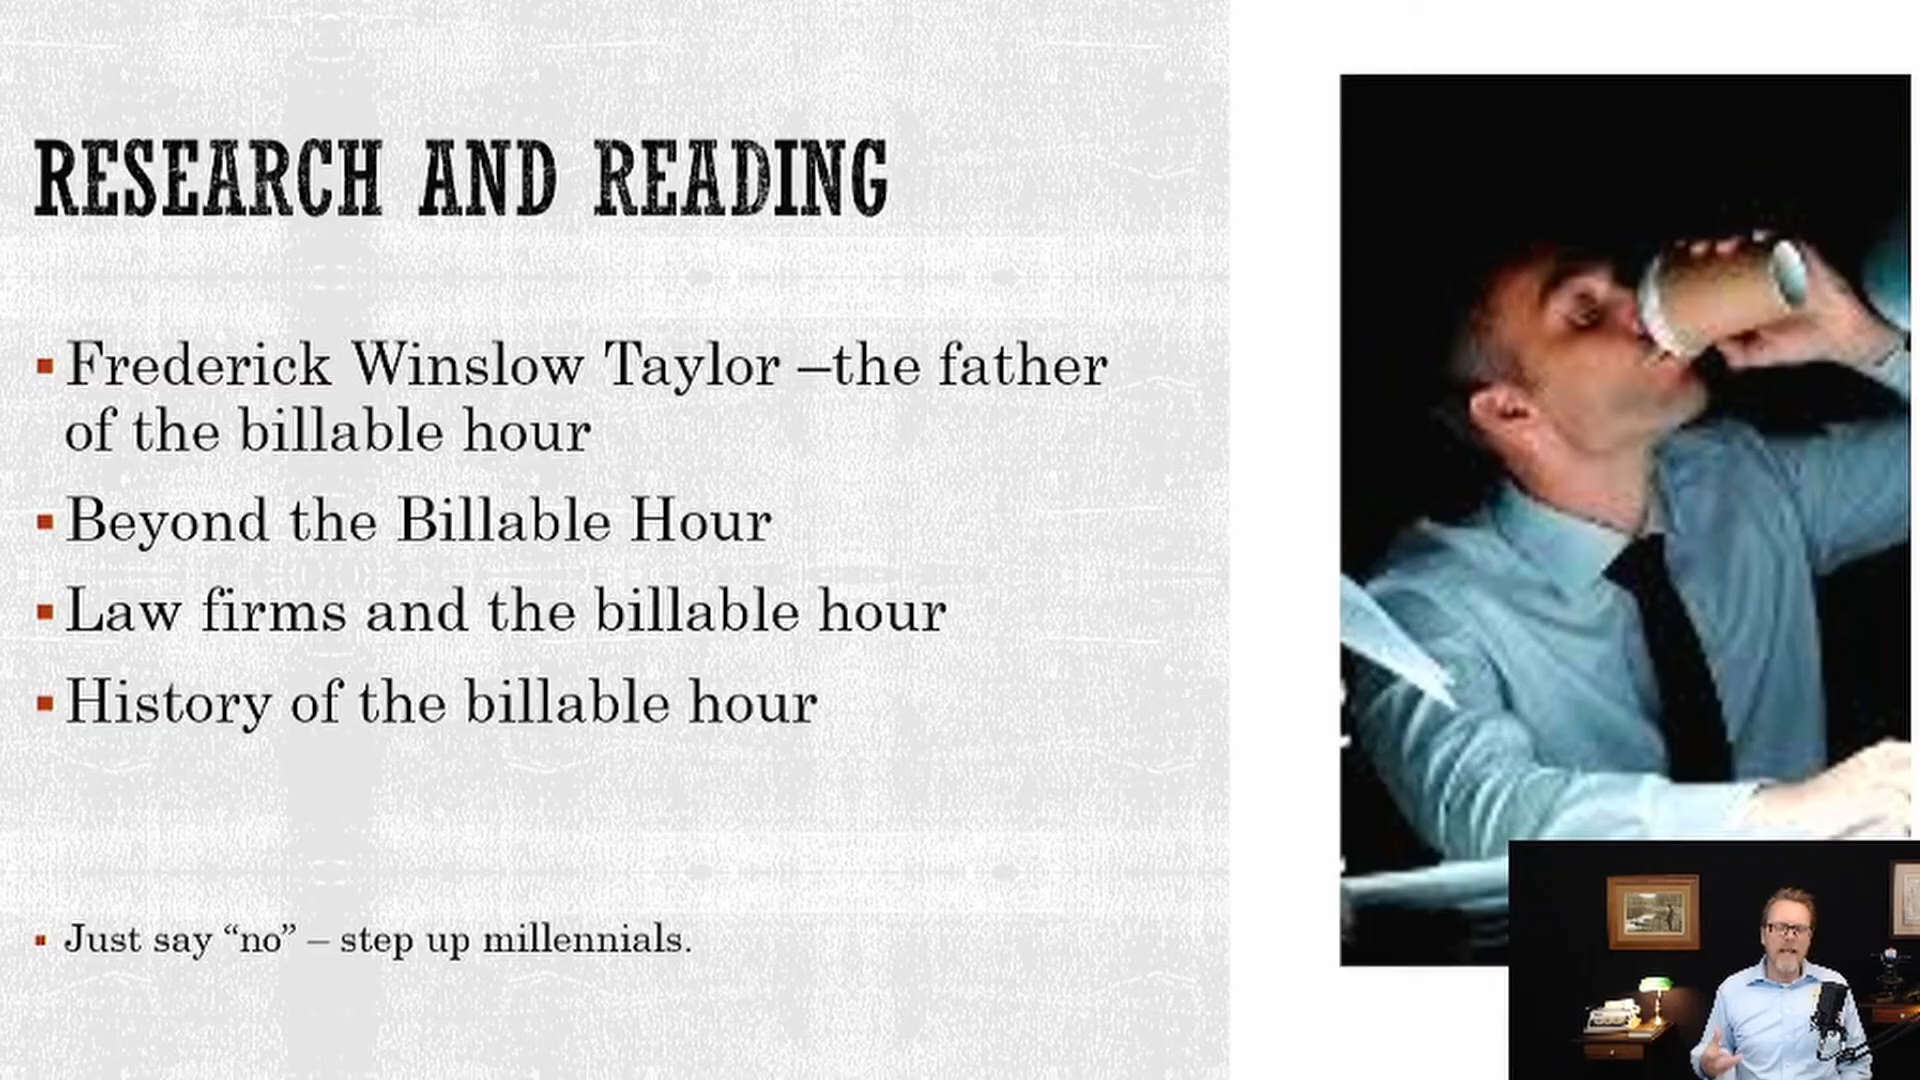 RESEARCH AND READING
▪ Frederick Winslow Taylor –the father
of the billable hour
▪ Beyond the Billable Hour
▪ Law firms and the billable hour
▪ History of the billable hour
▪ Just say “no” – step up millennials.